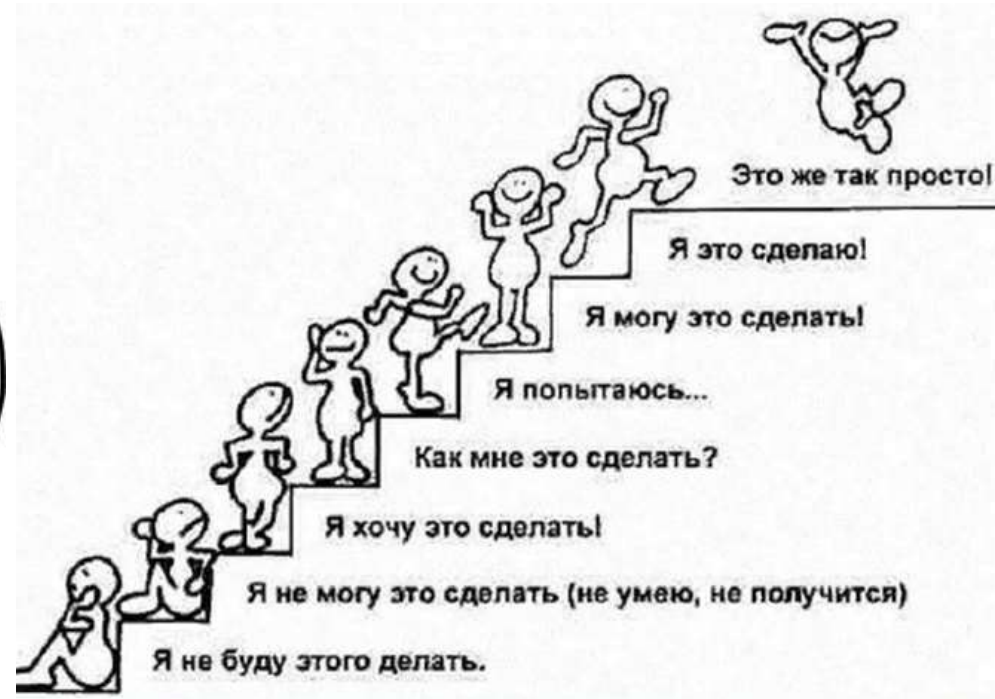 Это же так просто!
Я это сделаю!
Я могу это сделать!
Я попытаюсь...
Как мне это сделать?
Я хочу это сделать!
Я не могу это сделать (не умею, не получится)
Я не буду этого делать.